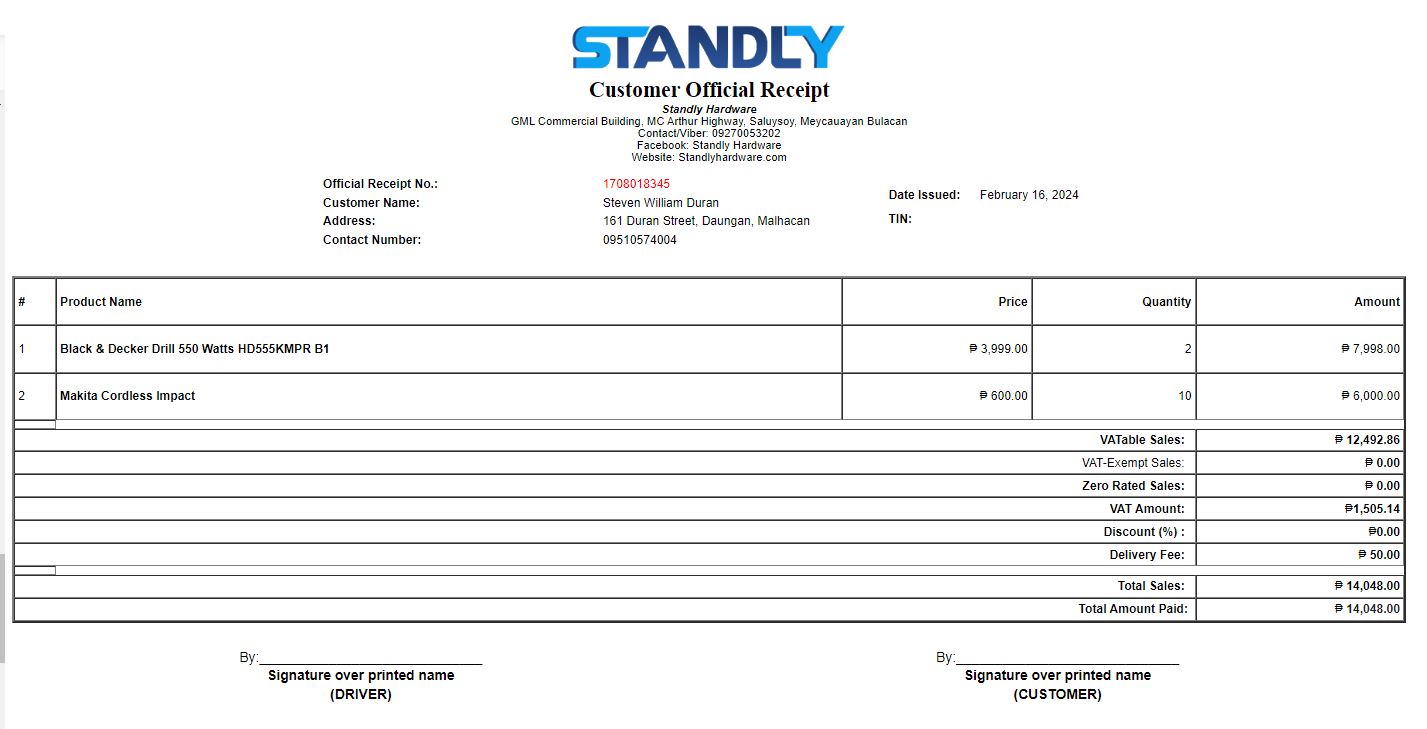 STANDLY
Customer Official Receipt
Standly Hardware
GML Commercial Building, MC Arthur Highway, Saluysoy, Meycauayan Bulacan
Contact/Viber: 09270053202
Facebook: Standly Hardware
Website: Standlyhardware.com
Official Receipt No.: 1708018345
Customer Name: Steven William Duran
Address: 161 Duran Street, Daungan, Malhacan
Contact Number: 09510574004
Date Issued: February 16, 2024
TIN:
# Product Name Price Quantity Amount
1 Black & Decker Drill 550 Watts HD555KMPR B1 ₱ 3,999.00 2 ₱ 7,998.00
2 Makita Cordless Impact ₱ 600.00 10 ₱ 6,000.00
VATable Sales: ₱ 12,492.86
VAT-Exempt Sales: ₱ 0.00
Zero Rated Sales: ₱ 0.00
VAT Amount: ₱1,505.14
Discount (%) : ₱0.00
Delivery Fee: ₱ 50.00
Total Sales: ₱ 14,048.00
Total Amount Paid: ₱ 14,048.00
By:______________________________
Signature over printed name
(DRIVER)
By:______________________________
Signature over printed name
(CUSTOMER)